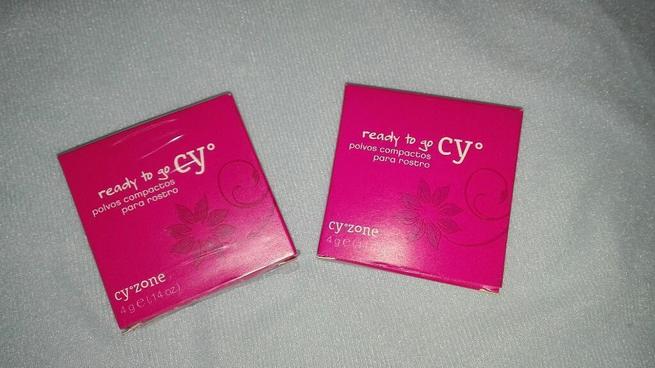 ready to go cy°
polvos compactos
para rostro
cy°zone
4 g e (.14 oz)
ready to go cy°
polvos compactos
para rostro
cy°zone
4 g e (.1